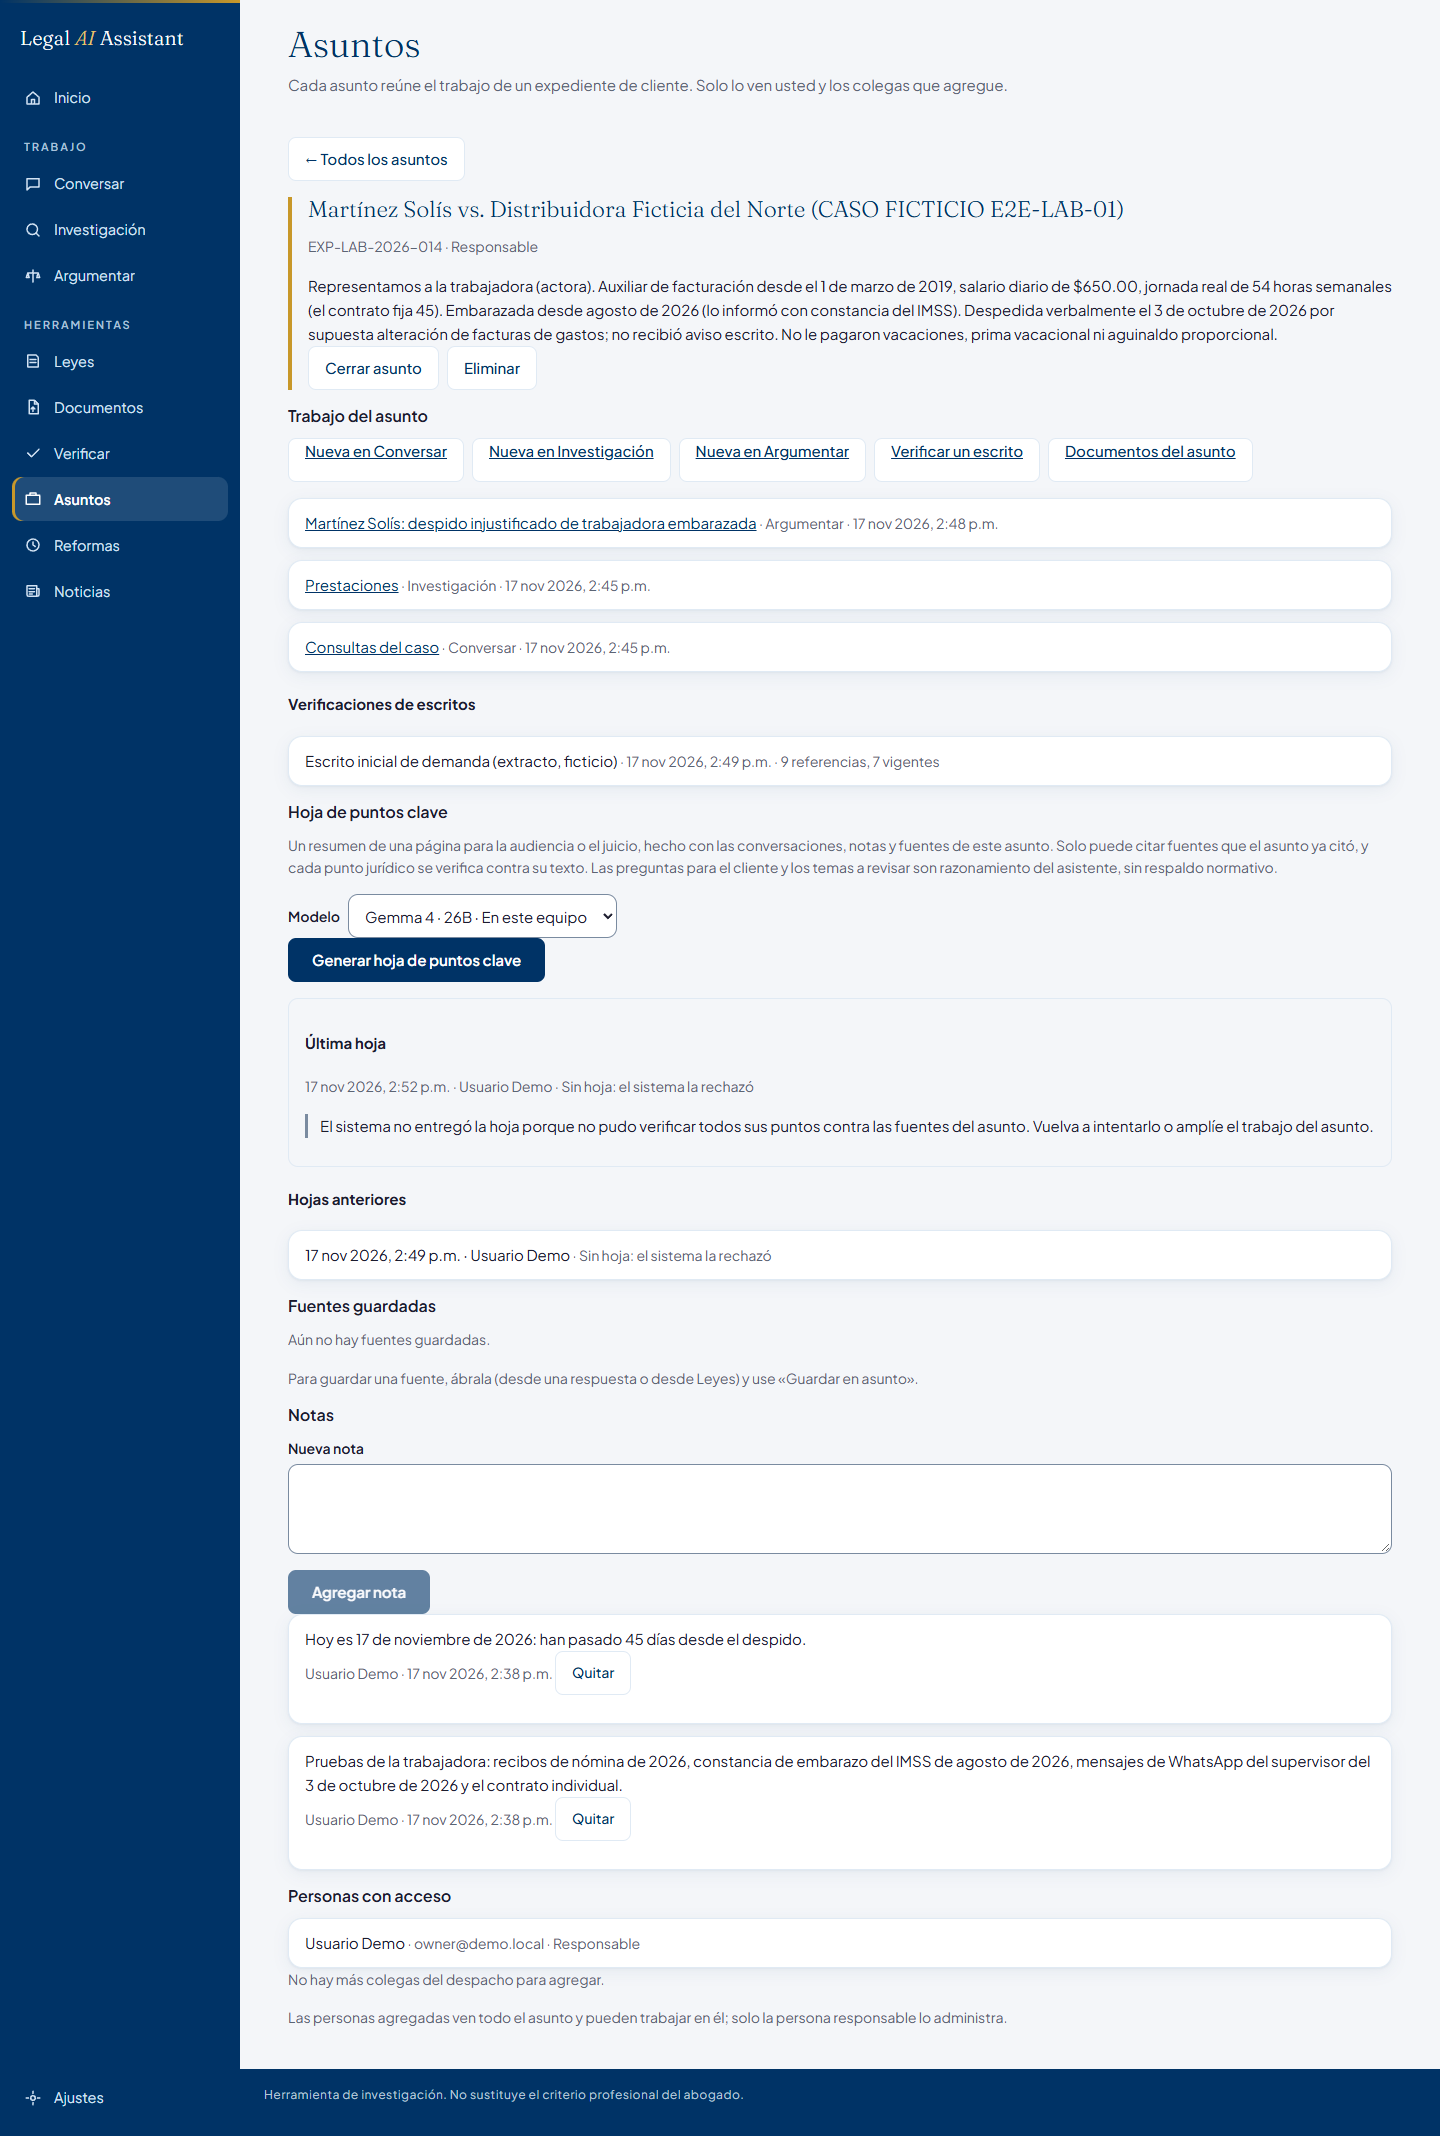 Legal AI Assistant
Inicio
TRABAJO
Conversar
Investigación
Argumentar
HERRAMIENTAS
Leyes
Documentos
Verificar
Asuntos
Reformas
Noticias
Ajustes
Asuntos
Cada asunto reúne el trabajo de un expediente de cliente. Solo lo ven usted y los colegas que agregue.
← Todos los asuntos
Martínez Solís vs. Distribuidora Ficticia del Norte (CASO FICTICIO E2E-LAB-01)
EXP-LAB-2026-014 · Responsable
Representamos a la trabajadora (actora). Auxiliar de facturación desde el 1 de marzo de 2019, salario diario de $650.00, jornada real de 54 horas semanales
(el contrato fija 45). Embarazada desde agosto de 2026 (lo informó con constancia del IMSS). Despedida verbalmente el 3 de octubre de 2026 por
supuesta alteración de facturas de gastos; no recibió aviso escrito. No le pagaron vacaciones, prima vacacional ni aguinaldo proporcional.
Cerrar asunto Eliminar
Trabajo del asunto
Nueva en Conversar Nueva en Investigación Nueva en Argumentar Verificar un escrito Documentos del asunto
Martínez Solís: despido injustificado de trabajadora embarazada · Argumentar · 17 nov 2026, 2:48 p.m.
Prestaciones · Investigación · 17 nov 2026, 2:45 p.m.
Consultas del caso · Conversar · 17 nov 2026, 2:45 p.m.
Verificaciones de escritos
Escrito inicial de demanda (extracto, ficticio) · 17 nov 2026, 2:49 p.m. · 9 referencias, 7 vigentes
Hoja de puntos clave
Un resumen de una página para la audiencia o el juicio, hecho con las conversaciones, notas y fuentes de este asunto. Solo puede citar fuentes que el asunto ya citó, y
cada punto jurídico se verifica contra su texto. Las preguntas para el cliente y los temas a revisar son razonamiento del asistente, sin respaldo normativo.
Modelo Gemma 4 · 26B · En este equipo
Generar hoja de puntos clave
Última hoja
17 nov 2026, 2:52 p.m. · Usuario Demo · Sin hoja: el sistema la rechazó
El sistema no entregó la hoja porque no pudo verificar todos sus puntos contra las fuentes del asunto. Vuelva a intentarlo o amplíe el trabajo del asunto.
Hojas anteriores
17 nov 2026, 2:49 p.m. · Usuario Demo · Sin hoja: el sistema la rechazó
Fuentes guardadas
Aún no hay fuentes guardadas.
Para guardar una fuente, ábrala (desde una respuesta o desde Leyes) y use «Guardar en asunto».
Notas
Nueva nota
Agregar nota
Hoy es 17 de noviembre de 2026: han pasado 45 días desde el despido.
Usuario Demo · 17 nov 2026, 2:38 p.m. Quitar
Pruebas de la trabajadora: recibos de nómina de 2026, constancia de embarazo del IMSS de agosto de 2026, mensajes de WhatsApp del supervisor del
3 de octubre de 2026 y el contrato individual.
Usuario Demo · 17 nov 2026, 2:38 p.m. Quitar
Personas con acceso
Usuario Demo · owner@demo.local · Responsable
No hay más colegas del despacho para agregar.
Las personas agregadas ven todo el asunto y pueden trabajar en él; solo la persona responsable lo administra.
Herramienta de investigación. No sustituye el criterio profesional del abogado.